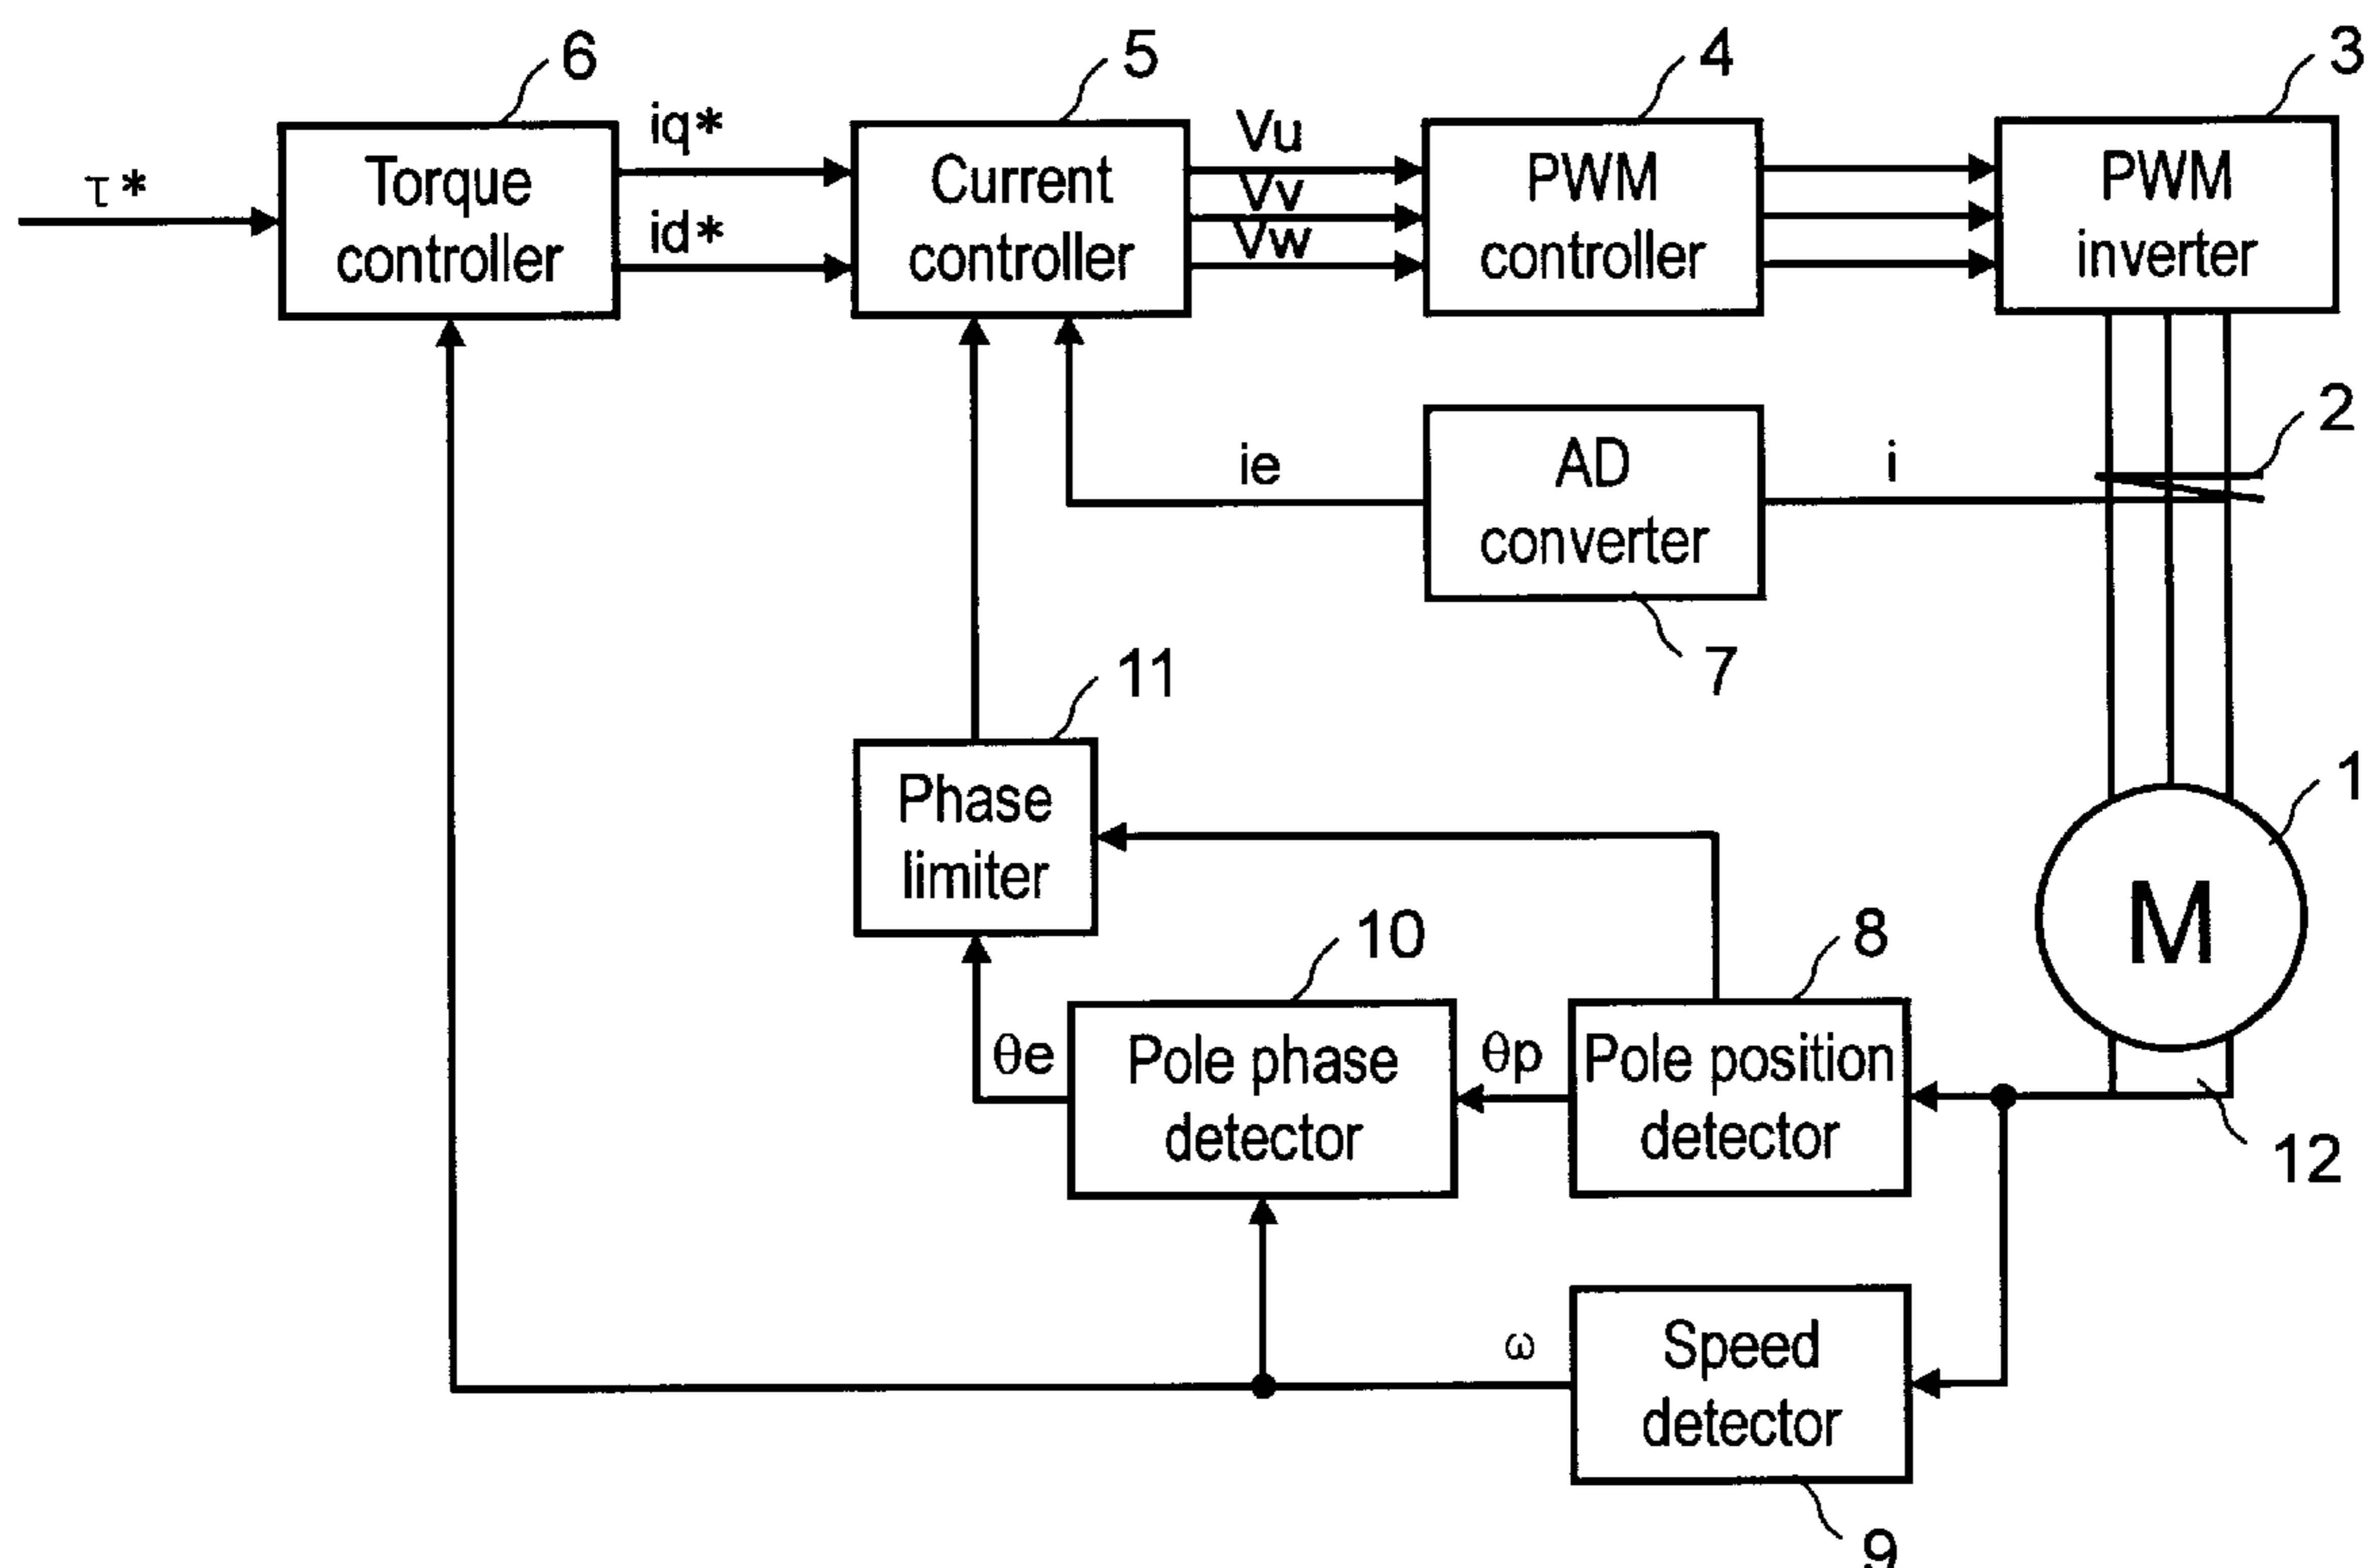 6
5
4
3
τ*
Torque
controller
iq*
id*
Current
controller
Vu
Vv
Vw
PWM
controller
PWM
inverter
2
ie
AD
converter
i
7
11
Phase
limiter
1
M
10
8
θe
Pole phase
detector
θp
Pole position
detector
12
ω
Speed
detector
9